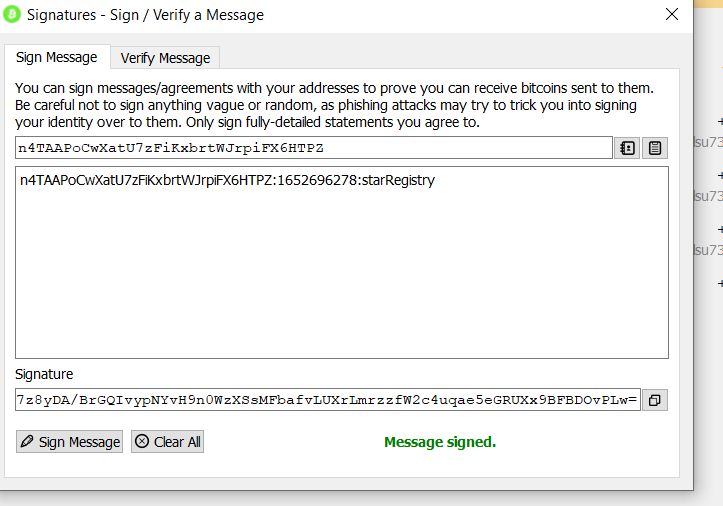 Signatures - Sign / Verify a Message
Sign Message
Verify Message
You can sign messages/agreements with your addresses to prove you can receive bitcoins sent to them.
Be careful not to sign anything vague or random, as phishing attacks may try to trick you into signing
your identity over to them. Only sign fully-detailed statements you agree to.
n4TAAPoCwXatU7zFiKxbrtWJrpiFX6HTPZ
n4TAAPoCwXatU7zFiKxbrtWJrpiFX6HTPZ:1652696278:starRegistry
Signature
7z8yDA/BrGQIvypNYvH9n0WzXSsMFbafvLUXrLmrzzfW2c4uqae5eGRUXx9BFBDOvPLw=
Sign Message
Clear All
Message signed.
+
lsu73
+
lsu73
+
lsu73
+